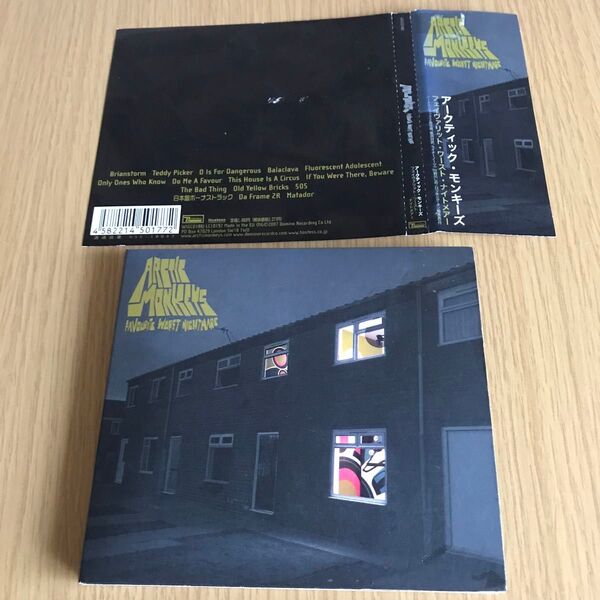 Brianstorm Teddy Picker D Is For Dangerous Balaclava Fluorescent Adolescent
Only Ones Who Know Do Me A Favour This House Is A Circus If You Were There, Beware
The Bad Thing Old Yellow Bricks 505
日本盤ボーナストラック Da Frame 2R Matador
4582214501772
Domino
Hostess
ARCTIC
MONKEYS
FAVOURITE WORST NIGHTMARE
アークティック・モンキーズ
フェイヴァリット・ワースト・ナイトメアー
ARCTIC
MONKEYS
FAVOURITE WORST NIGHTMARE